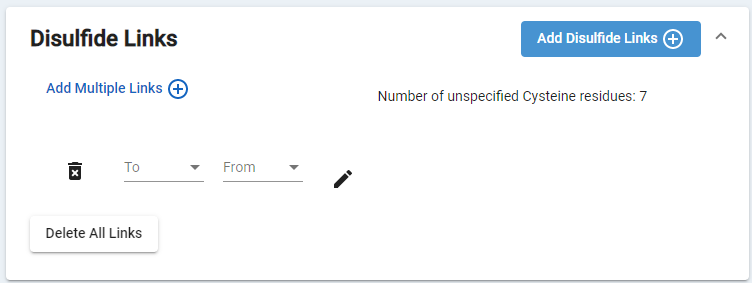 Disulfide Links
Add Disulfide Links
Add Multiple Links
Number of unspecified Cysteine residues: 7
To
From
Delete All Links